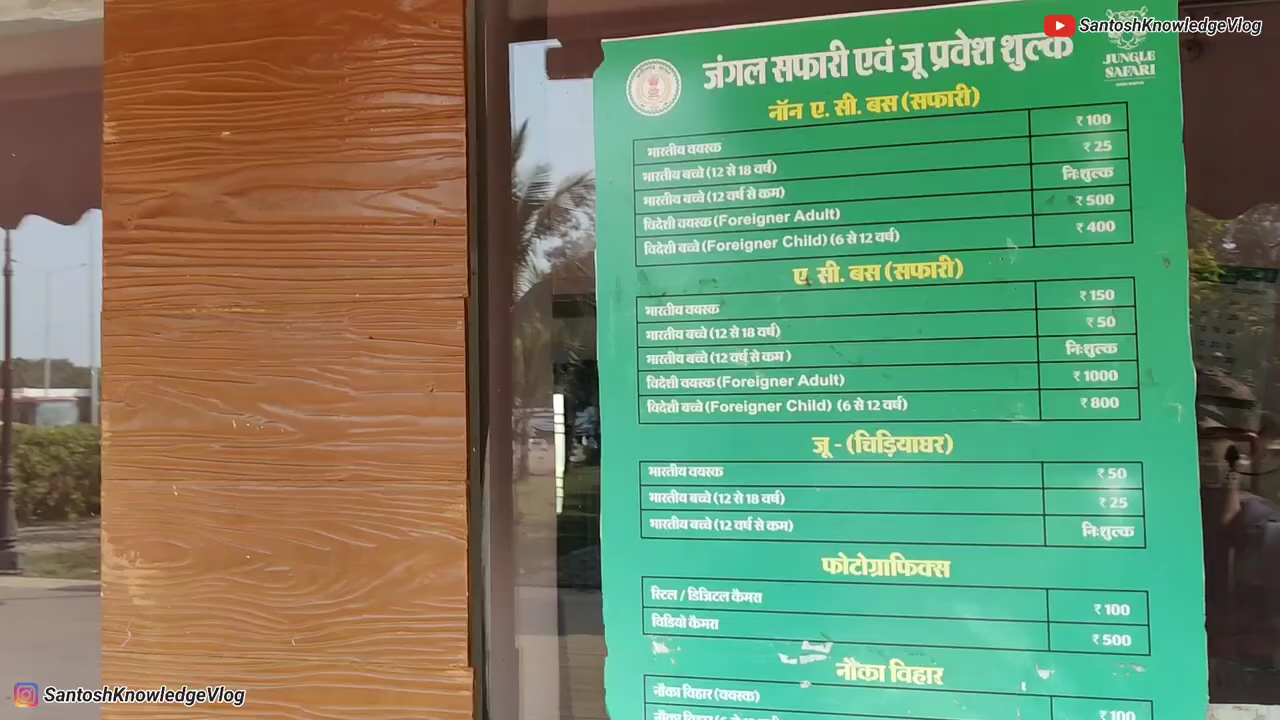 SantoshKnowledgeVlog
जंगल सफारी एवं जू प्रवेश शुल्क
JUNGLE
SAFARI
नॉन ए. सी. बस (सफारी)
भारतीय वयस्क ₹ 100
भारतीय बच्चे (12 से 18 वर्ष) ₹ 25
भारतीय बच्चे (12 वर्ष से कम) निःशुल्क
विदेशी वयस्क (Foreigner Adult) ₹ 500
विदेशी बच्चे (Foreigner Child) (6 से 12 वर्ष) ₹ 400
ए. सी. बस (सफारी)
भारतीय वयस्क ₹ 150
भारतीय बच्चे (12 से 18 वर्ष) ₹ 50
भारतीय बच्चे (12 वर्ष से कम ) निःशुल्क
विदेशी वयस्क (Foreigner Adult) ₹ 1000
विदेशी बच्चे (Foreigner Child) (6 से 12 वर्ष) ₹ 800
जू - (चिड़ियाघर)
भारतीय वयस्क ₹ 50
भारतीय बच्चे (12 से 18 वर्ष) ₹ 25
भारतीय बच्चे (12 वर्ष से कम) निःशुल्क
फोटोग्राफिक्स
स्टिल / डिजिटल कैमरा ₹ 100
विडियो कैमरा ₹ 500
नौका विहार
नौका विहार (वयस्क) ₹ 100
नौका विहार
SantoshKnowledgeVlog